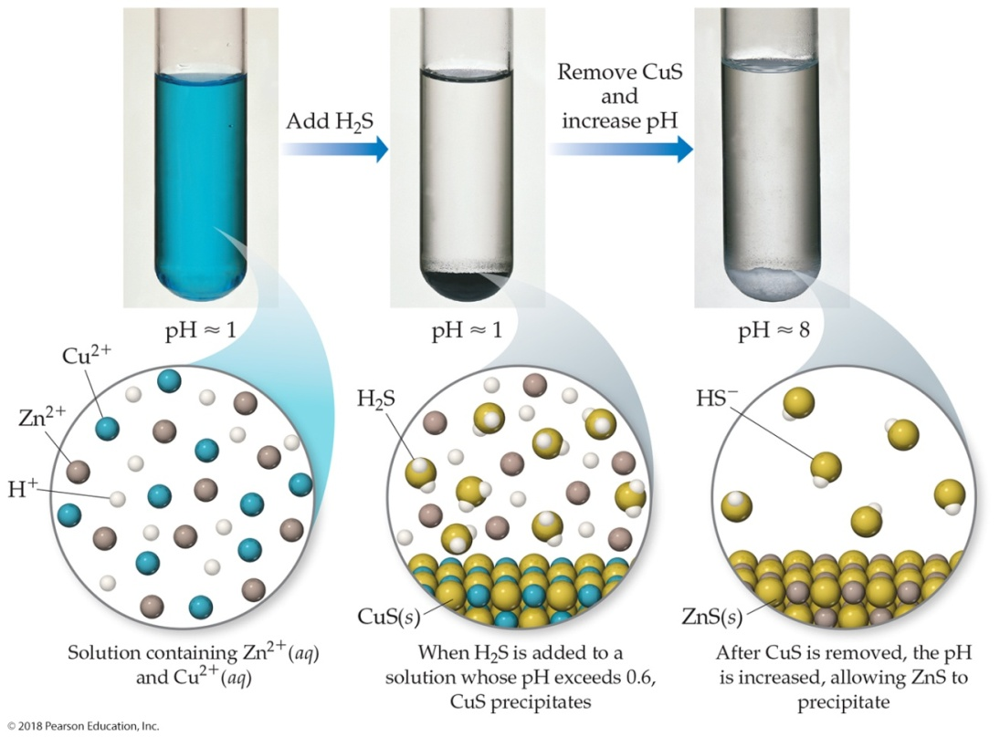 Add H₂S
Remove CuS
and
increase pH
pH ≈ 1
pH ≈ 1
pH ≈ 8
Cu²⁺
Zn²⁺
H⁺
H₂S
CuS(s)
HS⁻
ZnS(s)
Solution containing Zn²⁺(aq)
and Cu²⁺(aq)
When H₂S is added to a
solution whose pH exceeds 0.6,
CuS precipitates
After CuS is removed, the pH
is increased, allowing ZnS to
precipitate
© 2018 Pearson Education, Inc.